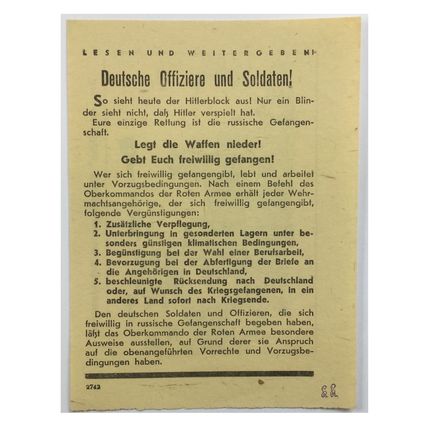 LESEN UND WEITERGEBEN!
Deutsche Offiziere und Soldaten!
So sieht heute der Hitlerblock aus! Nur ein Blin-
der sieht nicht, daß Hitler verspielt hat.
Eure einzige Rettung ist die russische Gefangen-
schaft.
Legt die Waffen nieder!
Gebt Euch freiwillig gefangen!
Wer sich freiwillig gefangengibt, lebt und arbeitet
unter Vorzugsbedingungen. Nach einem Befehl des
Oberkommandos der Roten Armee erhält jeder Weh-
rmachtsangehörige, der sich freiwillig gefangengibt,
folgende Vergünstigungen:
1. Zusätzliche Verpflegung,
2. Unterbringung in gesonderten Lagern unter be-
sonders günstigen klimatischen Bedingungen,
3. Begünstigung bei der Wahl einer Berufsarbeit,
4. Bevorzugung bei der Abfertigung der Briefe an
die Angehörigen in Deutschland,
5. beschleunigte Rücksendung nach Deutschland
oder, auf Wunsch des Kriegsgefangenen, in ein
anderes Land sofort nach Kriegsende.
Den deutschen Soldaten und Offizieren, die sich
freiwillig in russische Gefangenschaft begeben haben,
läßt das Oberkommando der Roten Armee besondere
Ausweise ausstellen, auf Grund derer sie Anspruch
auf die obenangeführten Vorrechte und Vorzugsbe-
dingungen haben.
2742